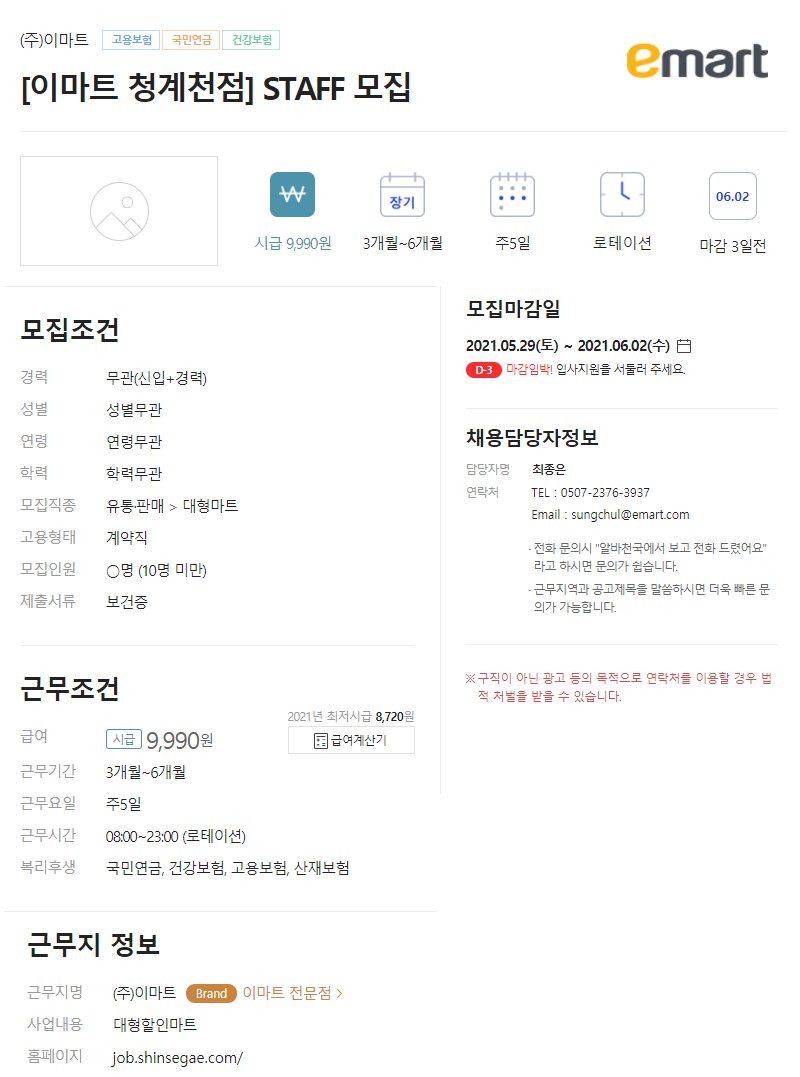 (주)이마트 고용보험 국민연금 건강보험
[이마트 청계천점] STAFF 모집
emart
시급 9,990원
장기
3개월~6개월
주5일
로테이션
06.02
마감 3일전
모집조건
경력 무관(신입+경력)
성별 성별무관
연령 연령무관
학력 학력무관
모집직종 유통·판매 > 대형마트
고용형태 계약직
모집인원 ○명 (10명 미만)
제출서류 보건증
근무조건
2021년 최저시급 8,720원
급여 시급 9,990원
급여계산기
근무기간 3개월~6개월
근무요일 주5일
근무시간 08:00~23:00 (로테이션)
복리후생 국민연금, 건강보험, 고용보험, 산재보험
모집마감일
2021.05.29(토) ~ 2021.06.02(수)
D-3 마감임박! 입사지원을 서둘러 주세요.
채용담당자정보
담당자명 최종은
연락처 TEL : 0507-2376-3937
Email : sungchul@emart.com
· 전화 문의시 "알바천국에서 보고 전화 드렸어요"
라고 하시면 문의가 쉽습니다.
· 근무지역과 공고제목을 말씀하시면 더욱 빠른 문
의가 가능합니다.
※ 구직이 아닌 광고 등의 목적으로 연락처를 이용할 경우 법
적 처벌을 받을 수 있습니다.
근무지 정보
근무지명 (주)이마트 Brand 이마트 전문점 >
사업내용 대형할인마트
홈페이지 job.shinsegae.com/